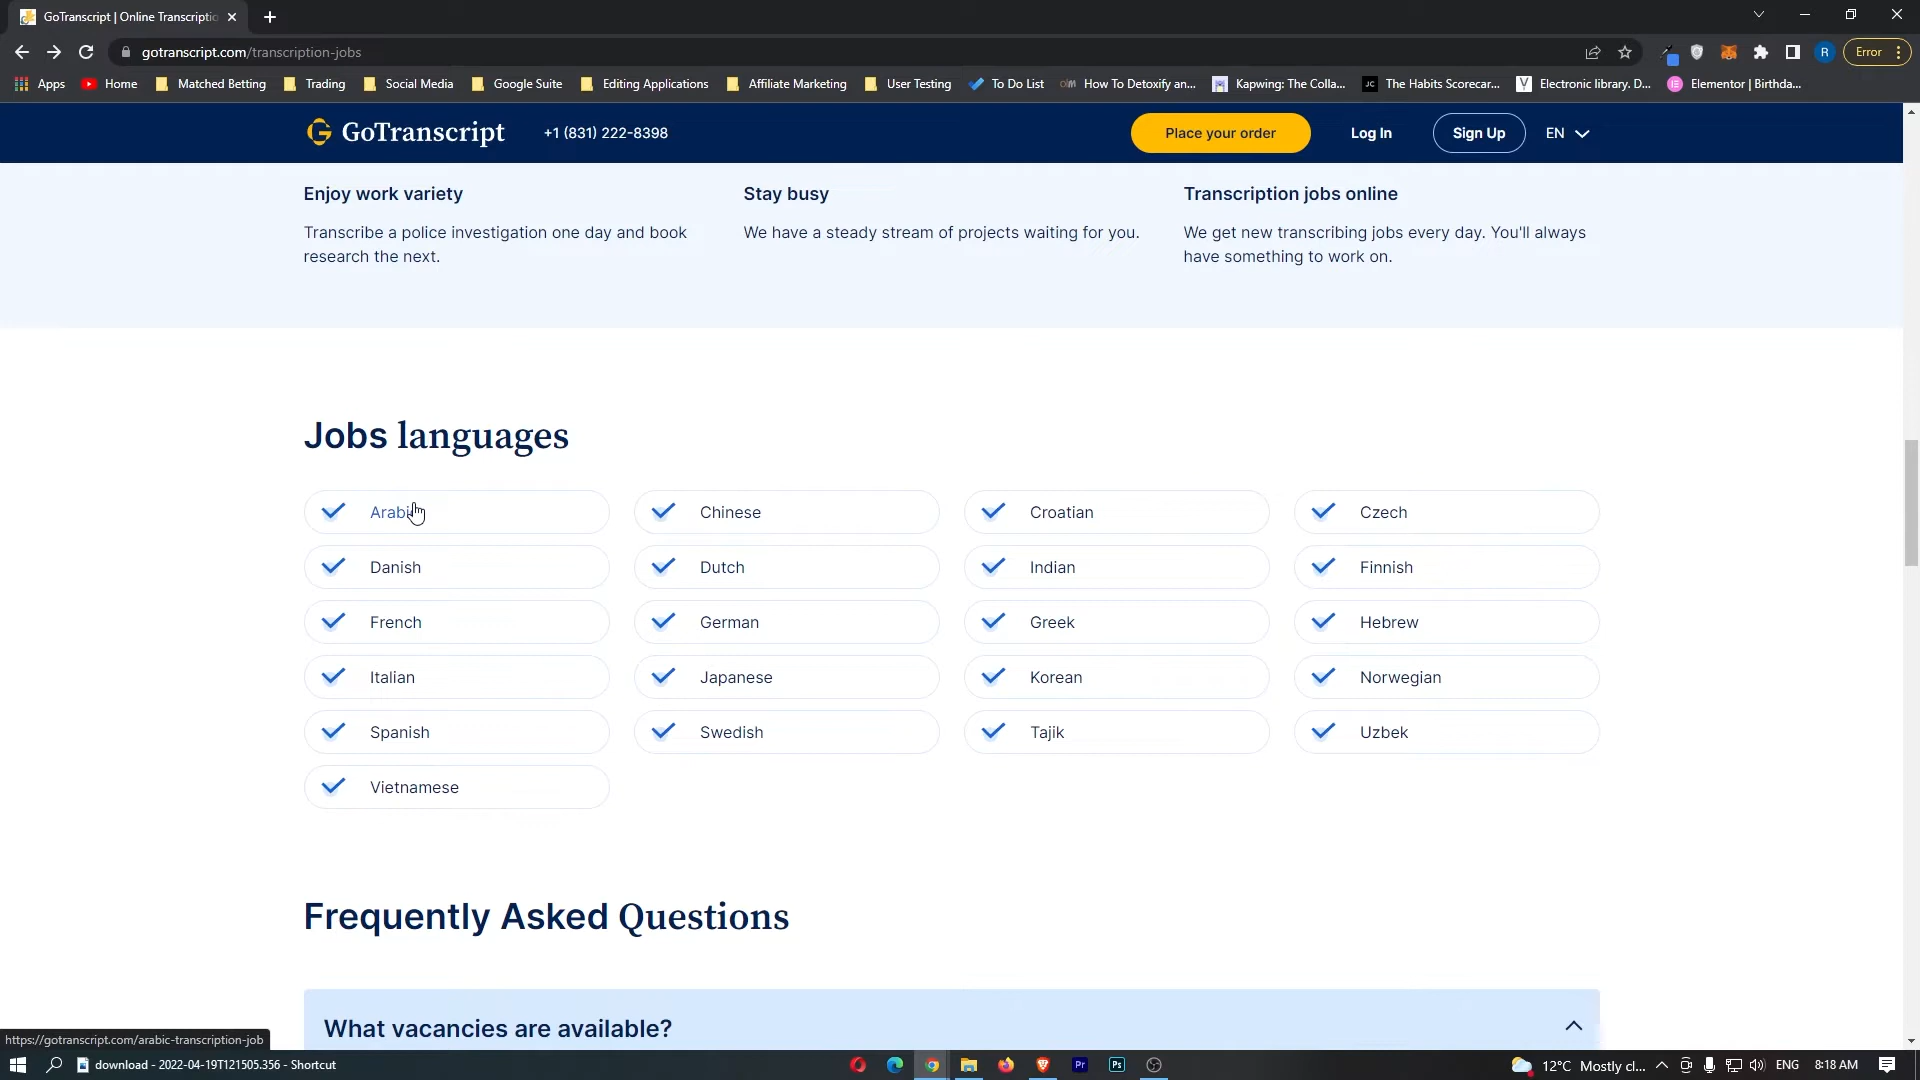 GoTranscript | Online Transcriptio
gotranscript.com/transcription-jobs
R
Error
Apps
Home
Matched Betting
Trading
Social Media
Google Suite
Editing Applications
Affiliate Marketing
User Testing
To Do List
How To Detoxify an...
Kapwing: The Colla...
JC
The Habits Scorecar...
Electronic library. D...
Elementor | Birthda...
GoTranscript
+1 (831) 222-8398
Place your order
Log In
Sign Up
EN
Enjoy work variety
Transcribe a police investigation one day and book
research the next.
Stay busy
We have a steady stream of projects waiting for you.
Transcription jobs online
We get new transcribing jobs every day. You'll always
have something to work on.
Jobs languages
Arabi
Chinese
Croatian
Czech
Danish
Dutch
Indian
Finnish
French
German
Greek
Hebrew
Italian
Japanese
Korean
Norwegian
Spanish
Swedish
Tajik
Uzbek
Vietnamese
Frequently Asked Questions
What vacancies are available?
https://gotranscript.com/arabic-transcription-job
download - 2022-04-19T121505.356 - Shortcut
Pr
Ps
12°C Mostly cl...
ENG
8:18 AM